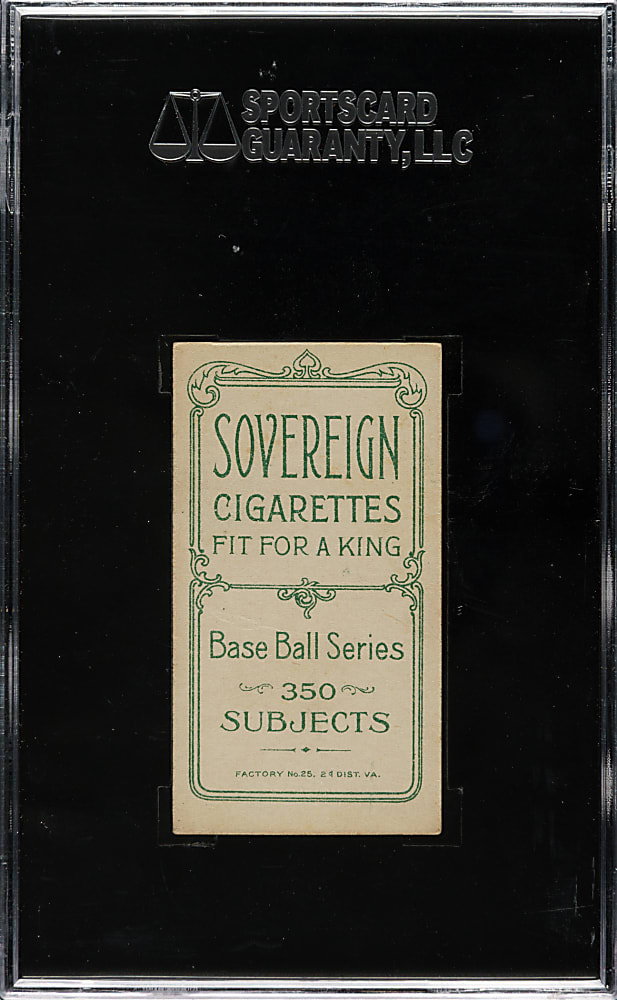 SPORTSCARD
GUARANTY, LLC
SOVEREIGN
CIGARETTES
FIT FOR A KING
Base Ball Series
350
SUBJECTS
FACTORY No. 25, 2d DIST. VA.